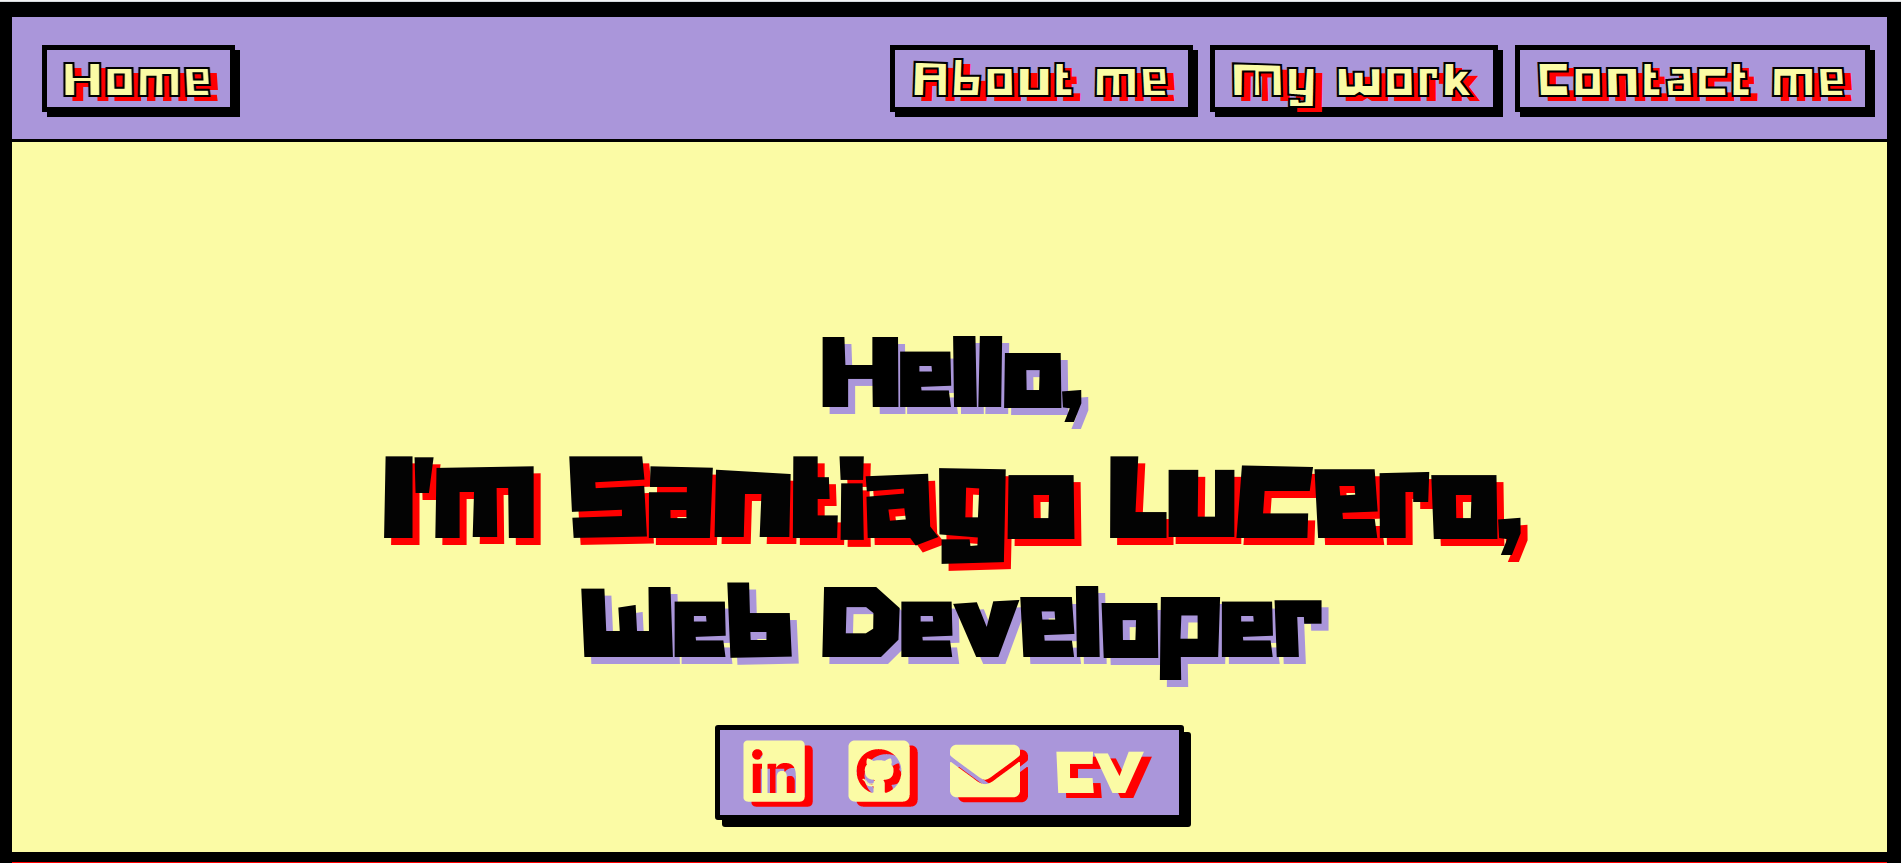 Home About me My work Contact me
Hello,
I'm Santiago Lucero,
Web Developer
in CV